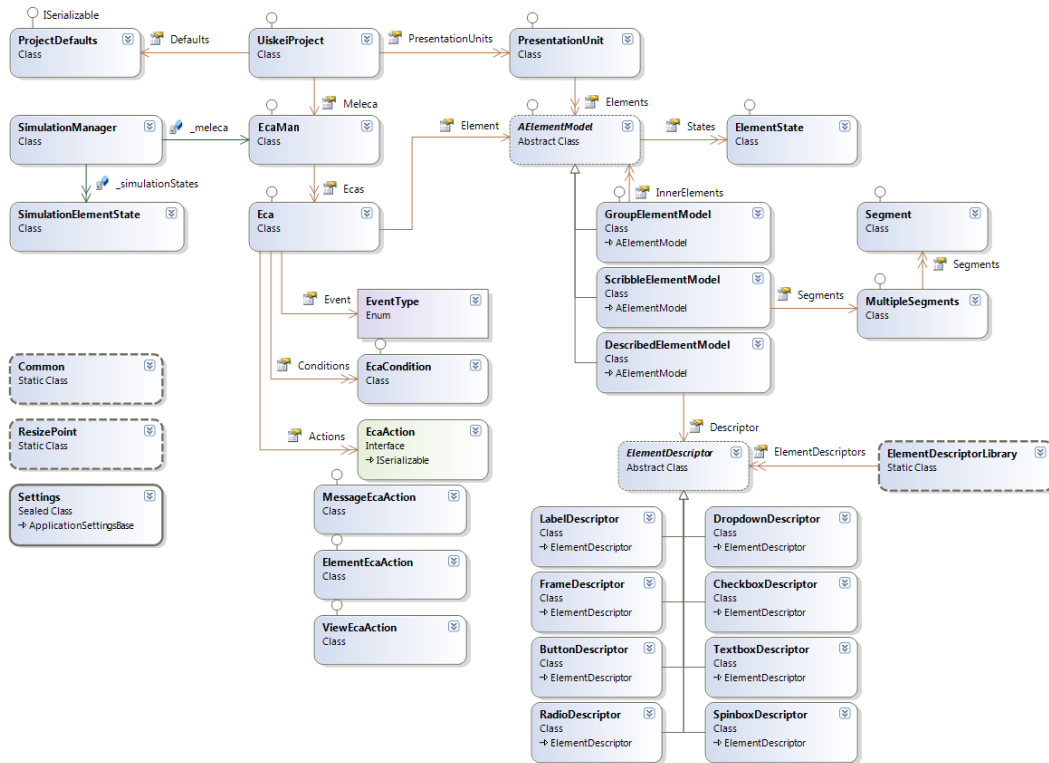 ISerializable
ProjectDefaults
Class
Defaults
UiskeiProject
Class
PresentationUnits
PresentationUnit
Class
Meleca
Elements
SimulationManager
Class
_meleca
EcaMan
Class
Element
AElementModel
Abstract Class
States
ElementState
Class
_simulationStates
Ecas
InnerElements
SimulationElementState
Class
Eca
Class
GroupElementModel
Class
AElementModel
Segment
Class
Segments
ScribbleElementModel
Class
AElementModel
Segments
MultipleSegments
Class
Event
EventType
Enum
DescribedElementModel
Class
AElementModel
Common
Static Class
Conditions
EcaCondition
Class
ResizePoint
Static Class
Actions
EcaAction
Interface
ISerializable
Descriptor
ElementDescriptor
Abstract Class
ElementDescriptors
ElementDescriptorLibrary
Static Class
Settings
Sealed Class
ApplicationSettingsBase
MessageEcaAction
Class
ElementEcaAction
Class
ViewEcaAction
Class
LabelDescriptor
Class
ElementDescriptor
DropdownDescriptor
Class
ElementDescriptor
FrameDescriptor
Class
ElementDescriptor
CheckboxDescriptor
Class
ElementDescriptor
ButtonDescriptor
Class
ElementDescriptor
TextboxDescriptor
Class
ElementDescriptor
RadioDescriptor
Class
ElementDescriptor
SpinboxDescriptor
Class
ElementDescriptor